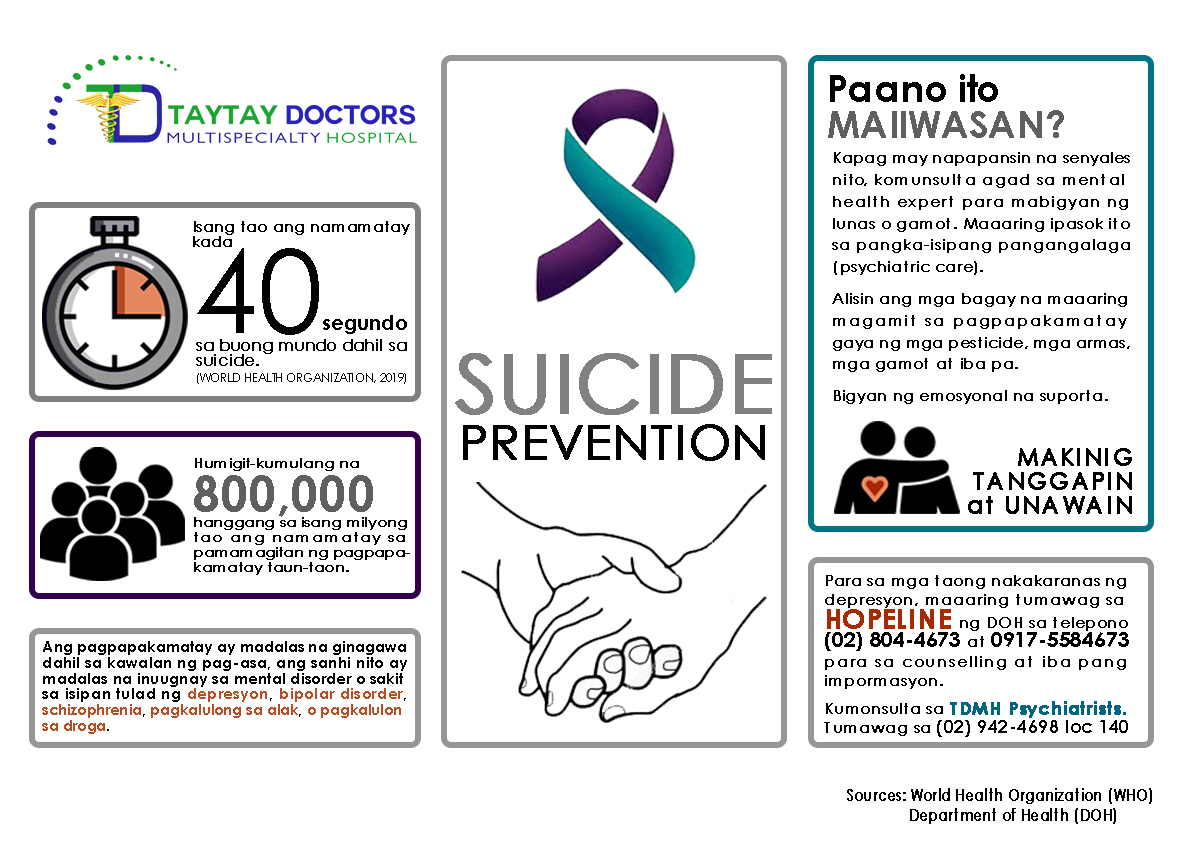 TAYTAY DOCTORS
MULTISPECIALTY HOSPITAL
Isang tao ang namamatay
kada
40 segundo
sa buong mundo dahil sa
suicide.
(WORLD HEALTH ORGANIZATION, 2019)
Humigit-kumulang na
800,000
hanggang sa isang milyong
tao ang namamatay sa
pamamagitan ng pagpapa-
kamatay taun-taon.
Ang pagpapakamatay ay madalas na ginagawa
dahil sa kawalan ng pag-asa, ang sanhi nito ay
madalas na inuugnay sa mental disorder o sakit
sa isipan tulad ng depresyon, bipolar disorder,
schizophrenia, pagkalulong sa alak, o pagkalulon
sa droga.
SUICIDE
PREVENTION
Paano ito
MAIIWASAN?
Kapag may napapansin na senyales
nito, komunsulta agad sa mental
health expert para mabigyan ng
lunas o gamot. Maaaring ipasok ito
sa pangka-isipang pangangalaga
(psychiatric care).
Alisin ang mga bagay na maaaring
magamit sa pagpapakamatay
gaya ng mga pesticide, mga armas,
mga gamot at iba pa.
Bigyan ng emosyonal na suporta.
MAKINIG
TANGGAPIN
at UNAWAIN
Para sa mga taong nakakaranas ng
depresyon, maaaring tumawag sa
HOPELINE ng DOH sa telepono
(02) 804-4673 at 0917-5584673
para sa counselling at iba pang
impormasyon.
Kumonsulta sa TDMH Psychiatrists.
Tumawag sa (02) 942-4698 loc 140
Sources: World Health Organization (WHO)
Department of Health (DOH)